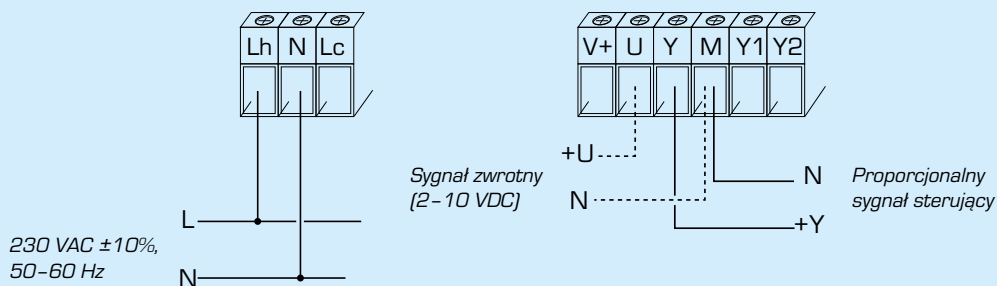 Lh N Lc
V+ U Y M Y1 Y2
+U
Sygnał zwrotny
(2–10 VDC)
N
N
Proporcjonalny
sygnał sterujący
+Y
L
230 VAC ±10%,
50–60 Hz
N